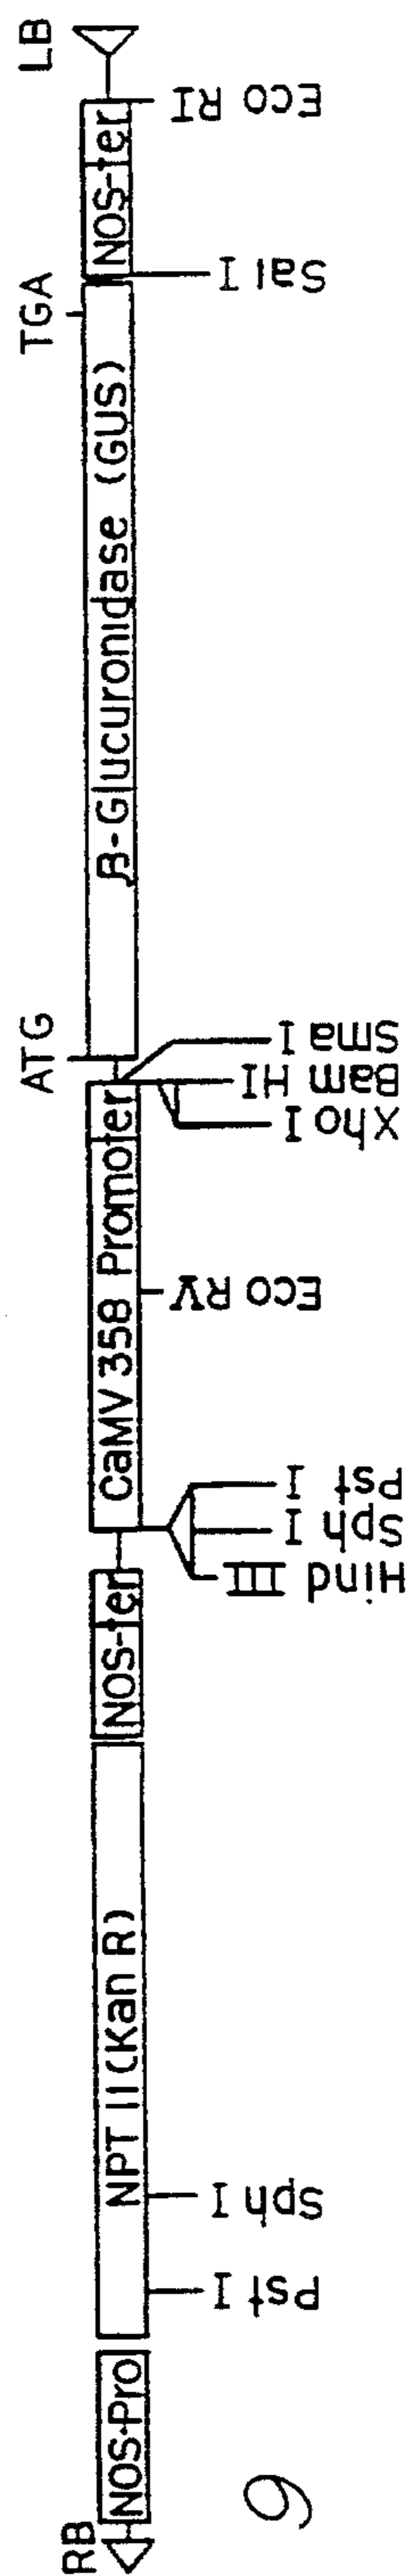 RB
NOS-Pro
NPT II (Kan R)
NOS-ter
CaMV 358 Promoter
ATG
β-Glucuronidase (GUS)
TGA
NOS-ter
LB
Pst I
Sph I
Hind III
Sph I
Pst I
Eco RV
Xho I
Bam HI
Sma I
Sal I
Eco RI
9